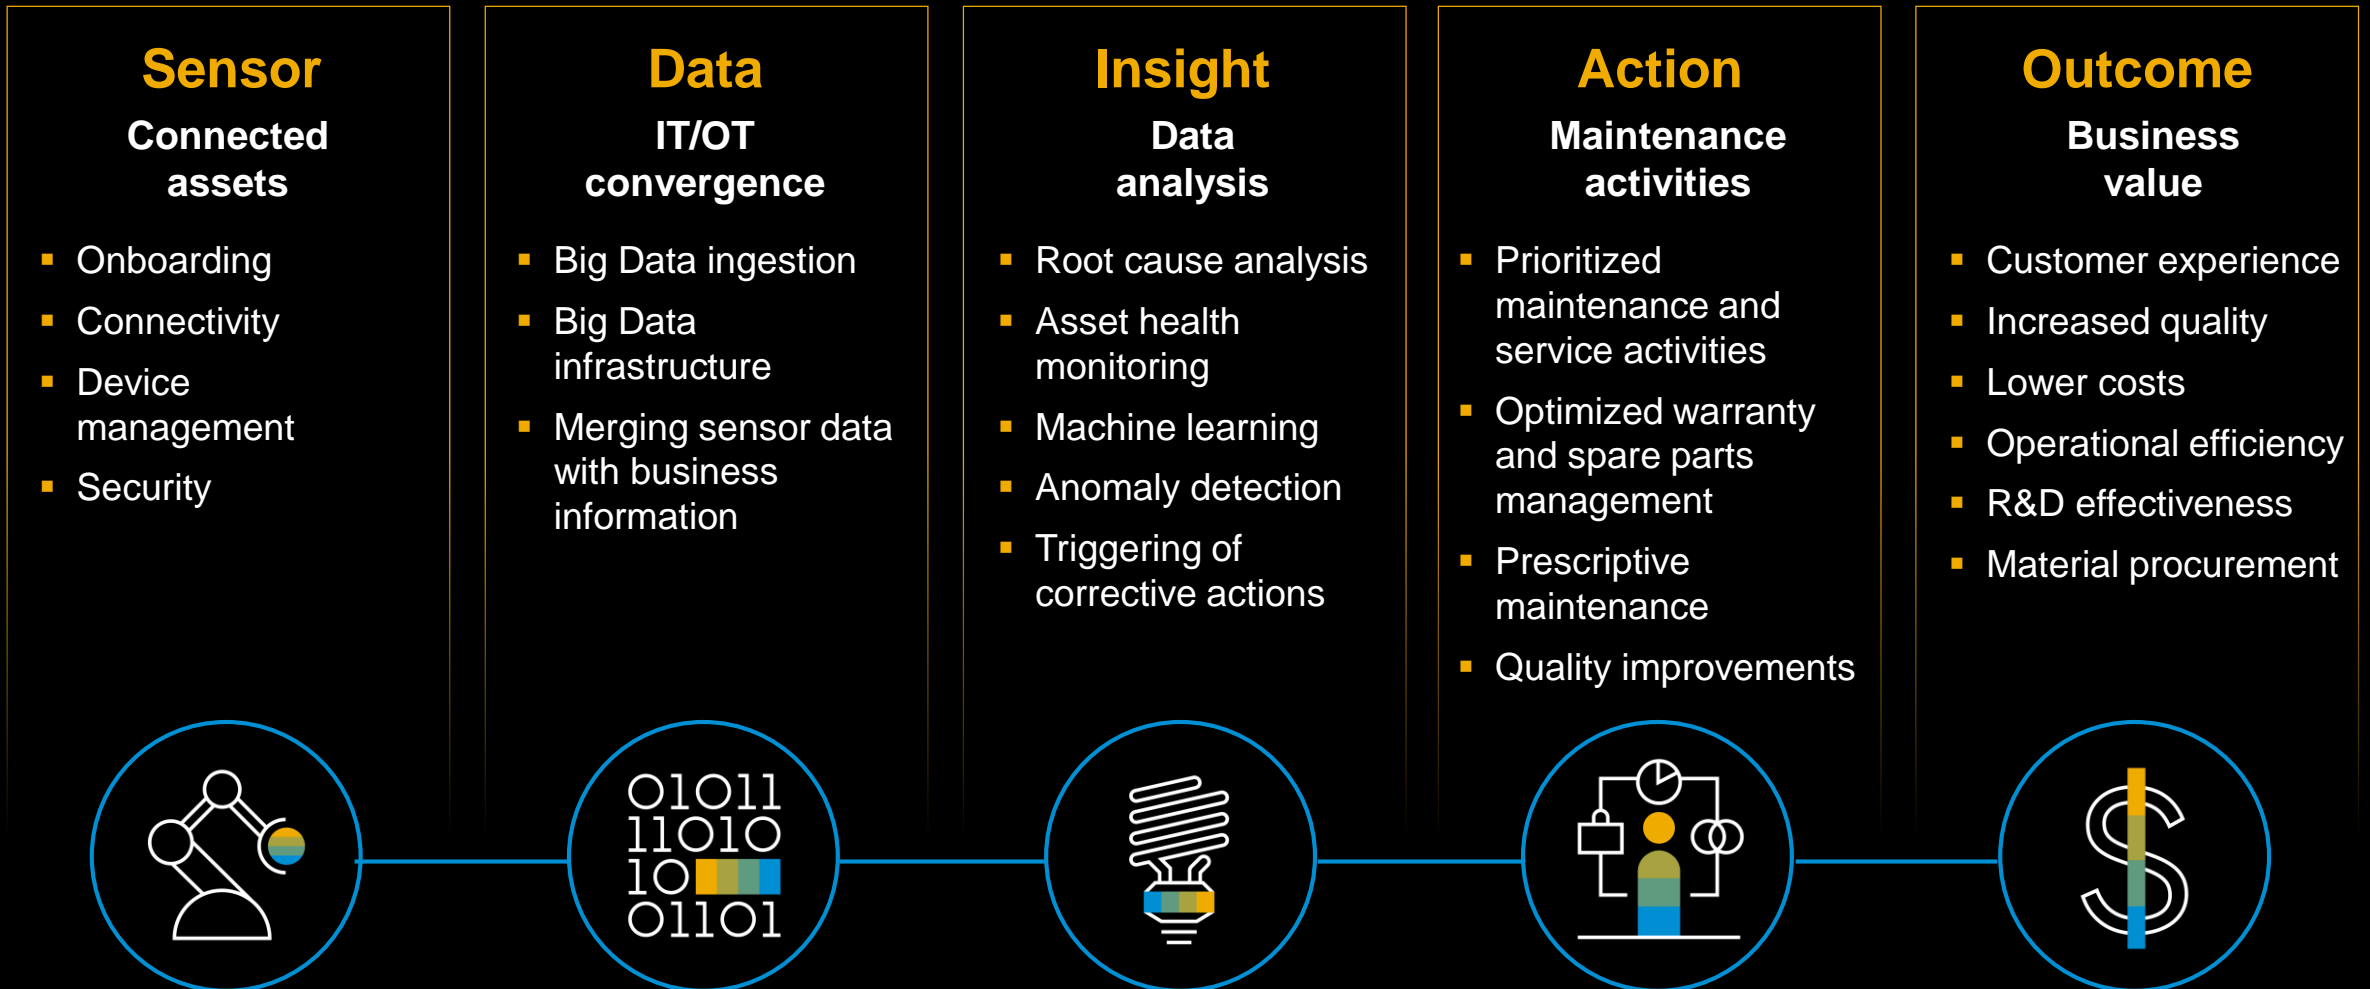 Sensor
Connected
assets
▪ Onboarding
▪ Connectivity
▪ Device
management
▪ Security
Data
IT/OT
convergence
▪ Big Data ingestion
▪ Big Data
infrastructure
▪ Merging sensor data
with business
information
Insight
Data
analysis
▪ Root cause analysis
▪ Asset health
monitoring
▪ Machine learning
▪ Anomaly detection
▪ Triggering of
corrective actions
Action
Maintenance
activities
▪ Prioritized
maintenance and
service activities
▪ Optimized warranty
and spare parts
management
▪ Prescriptive
maintenance
▪ Quality improvements
Outcome
Business
value
▪ Customer experience
▪ Increased quality
▪ Lower costs
▪ Operational efficiency
▪ R&D effectiveness
▪ Material procurement
01011
11010
10
01101
$